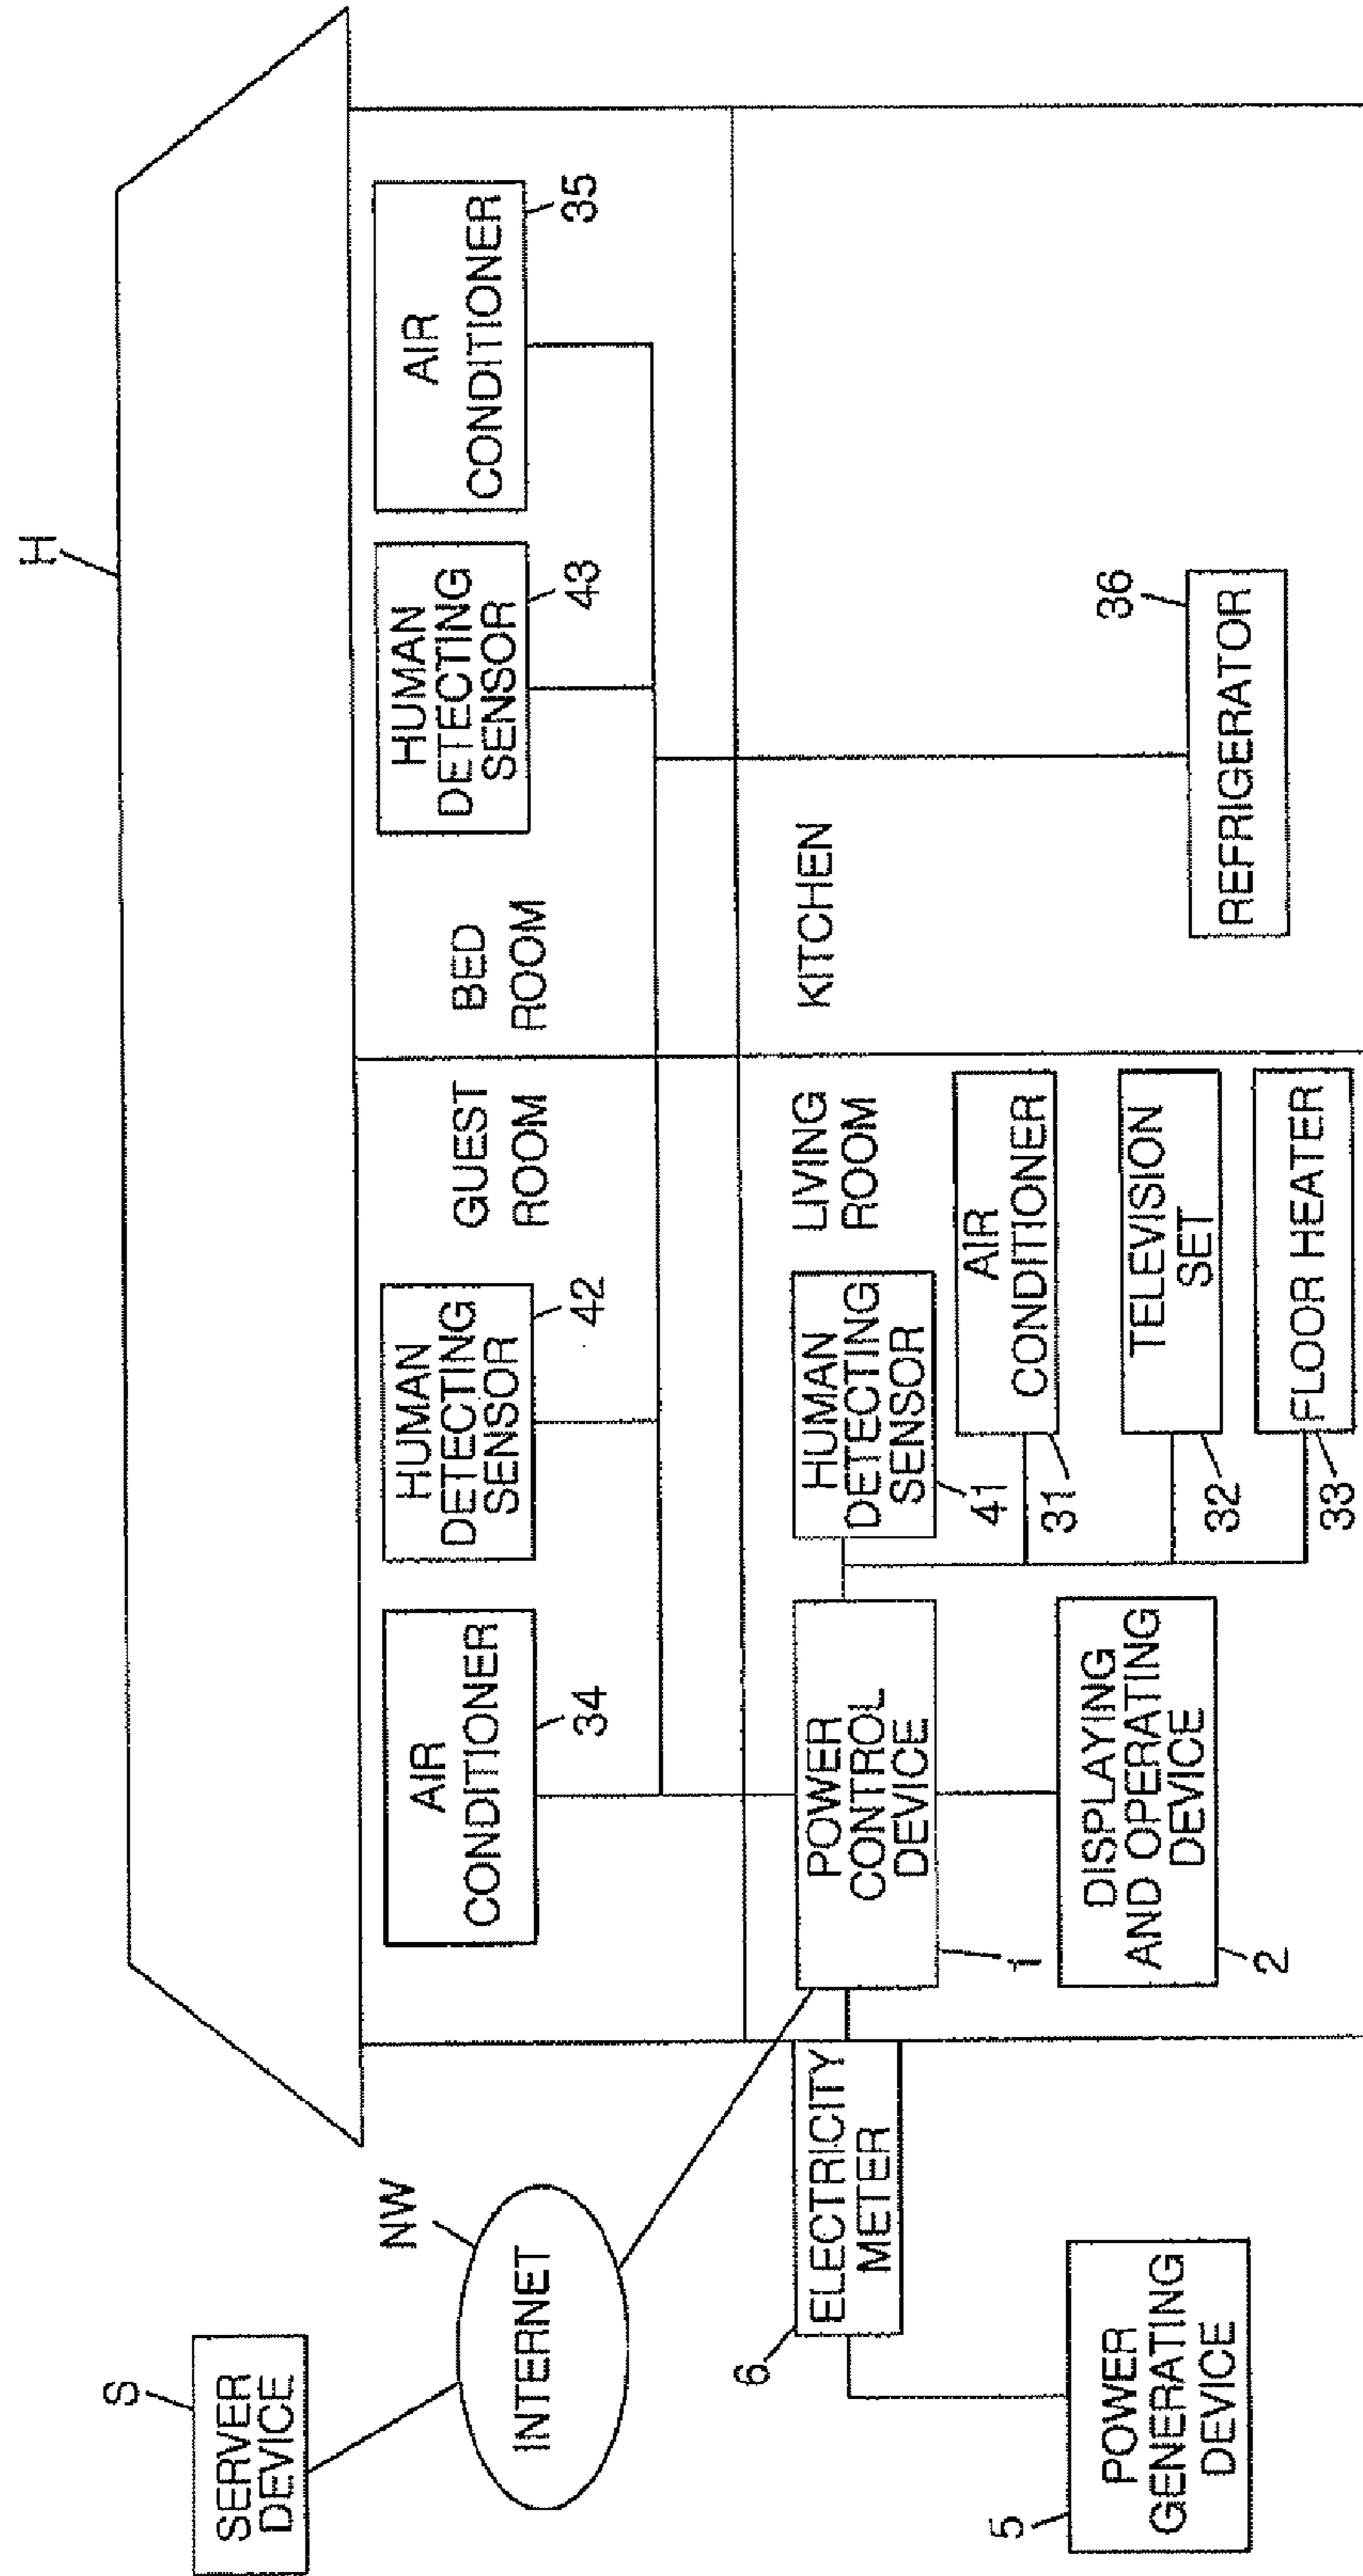 H
S
SERVER
DEVICE
NW
INTERNET
AIR
CONDITIONER
34
HUMAN
DETECTING
SENSOR
42
GUEST
ROOM
BED
ROOM
HUMAN
DETECTING
SENSOR
43
AIR
CONDITIONER
35
6
ELECTRICITY
METER
5
POWER
GENERATING
DEVICE
POWER
CONTROL
DEVICE
1
DISPLAYING
AND OPERATING
DEVICE
2
HUMAN
DETECTING
SENSOR
41
LIVING
ROOM
AIR
CONDITIONER
31
TELEVISION
SET
32
FLOOR HEATER
33
KITCHEN
REFRIGERATOR
36